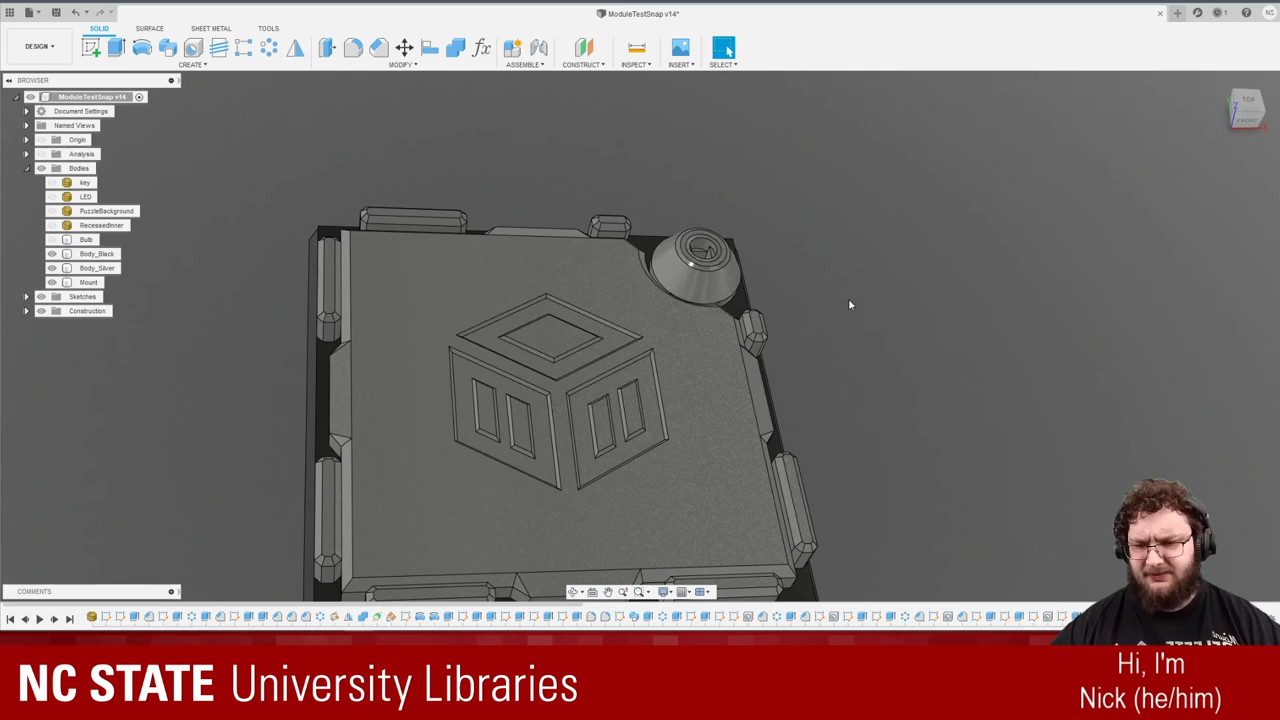 ModuleTestSnap v14*
NS
DESIGN
SOLID SURFACE SHEET METAL TOOLS
CREATE MODIFY ASSEMBLE CONSTRUCT INSPECT INSERT SELECT
BROWSER
ModuleTestSnap v14
Document Settings
Named Views
Origin
Analysis
Bodies
key
LED
PuzzleBackground
RecessedInner
Bulb
Body_Black
Body_Silver
Mount
Sketches
Construction
FRONT
Z
X
COMMENTS
NC STATE University Libraries
Hi, I'm
Nick (he/him)